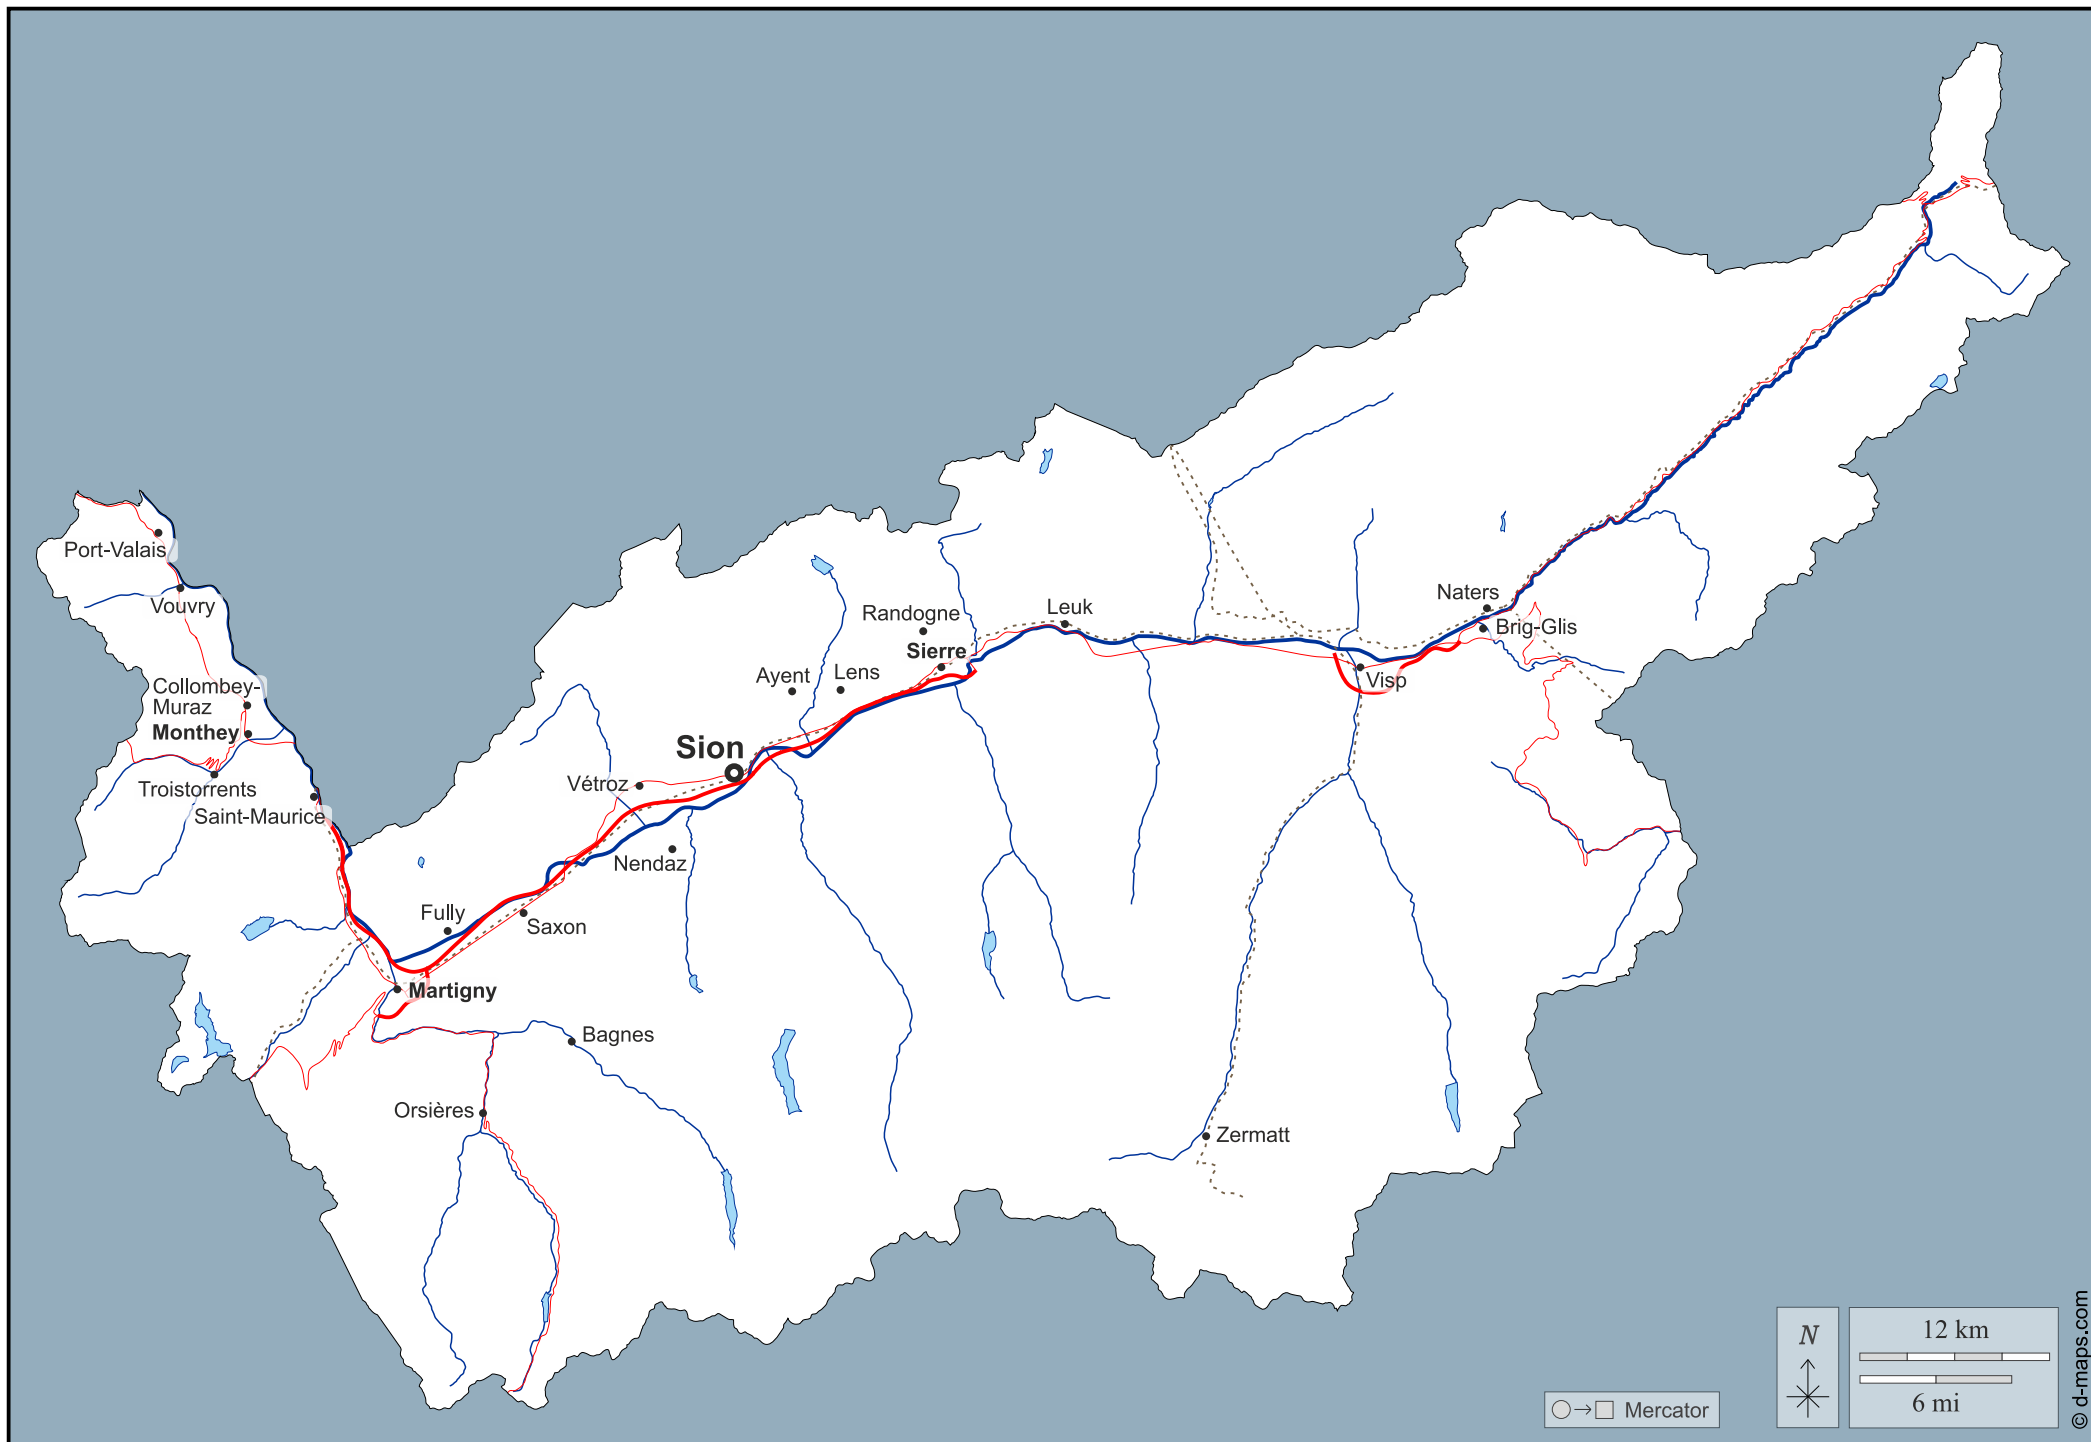 Port-Valais
Vouvry
Collombey-
Muraz
Monthey
Troistorrents
Saint-Maurice
Randogne
Sierre
Leuk
Naters
Brig-Glis
Visp
Ayent
Lens
Sion
Vétroz
Nendaz
Fully
Saxon
Martigny
Bagnes
Orsières
Zermatt
N
12 km
6 mi
Mercator
© d-maps.com